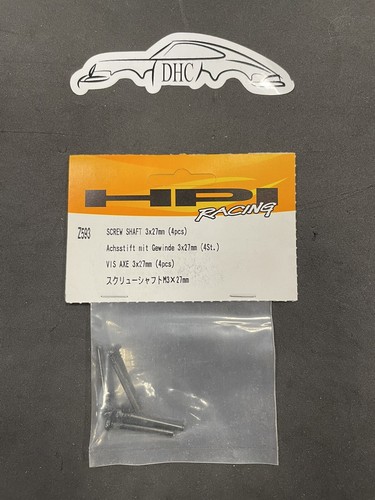 DHC
HPI
RACING
Z593
SCREW SHAFT 3x27mm (4pcs)
Achsstift mit Gewinde 3x27mm (4St.)
VIS AXE 3x27mm (4pcs)
スクリューシャフトM3×27mm